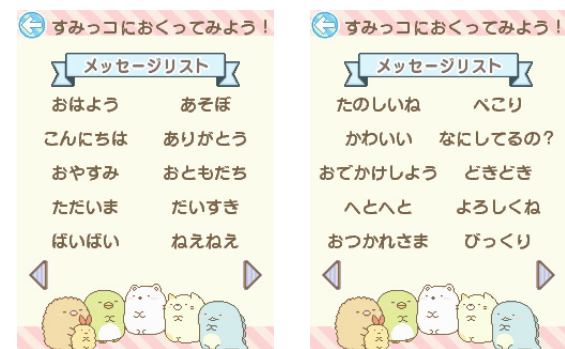 すみっコにおくってみよう！
メッセージリスト
おはよう あそぼ
こんにちは ありがとう
おやすみ おともだち
ただいま だいすき
ばいばい ねえねえ
すみっコにおくってみよう！
メッセージリスト
たのしいね ぺこり
かわいい なにしてるの？
おでかけしよう どきどき
へとへと よろしくね
おつかれさま びっくり